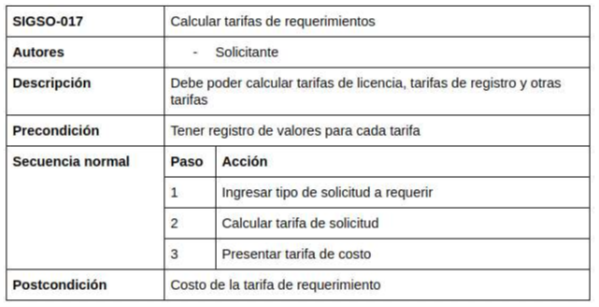 SIGSO-017 Calcular tarifas de requerimientos
Autores - Solicitante
Descripción Debe poder calcular tarifas de licencia, tarifas de registro y otras
tarifas
Precondición Tener registro de valores para cada tarifa
Secuencia normal Paso Acción
1 Ingresar tipo de solicitud a requerir
2 Calcular tarifa de solicitud
3 Presentar tarifa de costo
Postcondición Costo de la tarifa de requerimiento